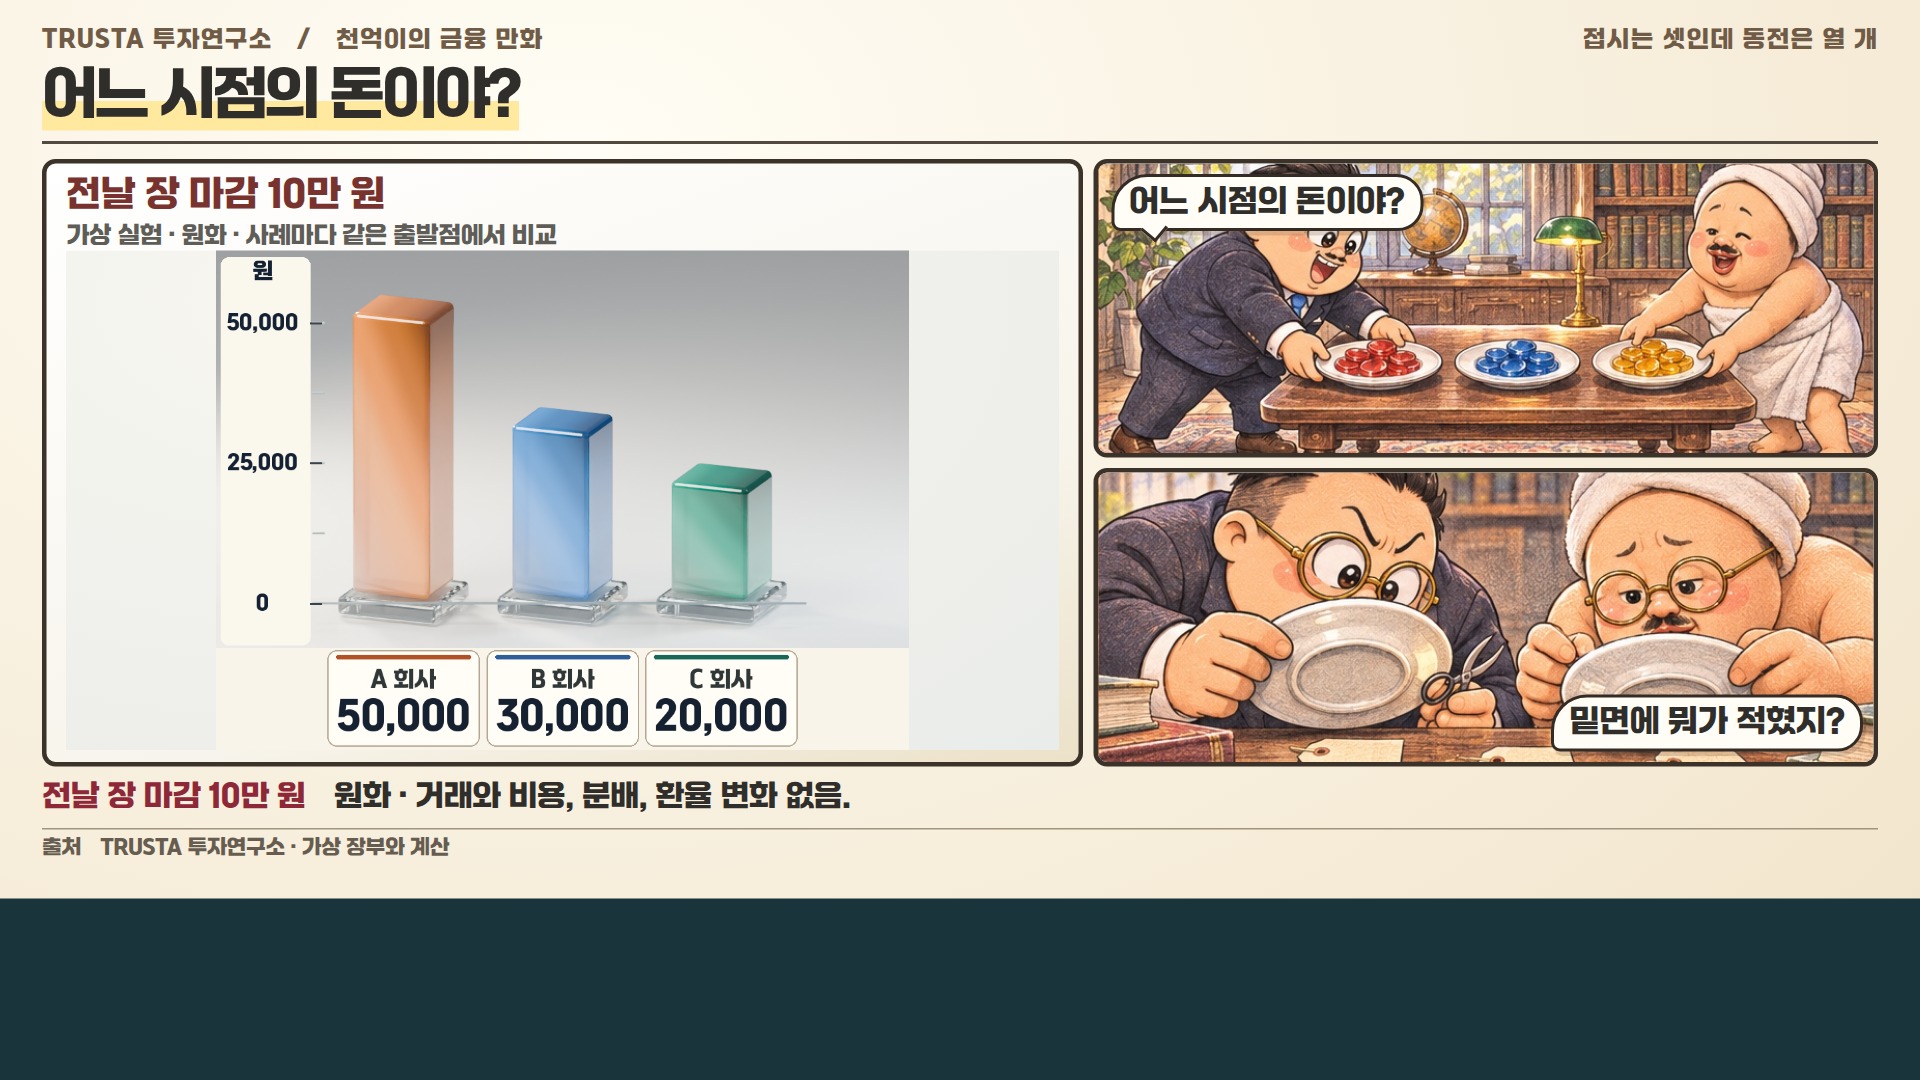 TRUSTA 투자연구소 / 천억이의 금융 만화
접시는 셋인데 동전은 열 개
어느 시점의 돈이야?
전날 장 마감 10만 원
가상 실험 · 원화 · 사례마다 같은 출발점에서 비교
원
50,000
25,000
0
A 회사
50,000
B 회사
30,000
C 회사
20,000
어느 시점의 돈이야?
밑면에 뭐가 적혔지?
전날 장 마감 10만 원 원화 · 거래와 비용, 분배, 환율 변화 없음.
출처 TRUSTA 투자연구소 · 가상 장부와 계산